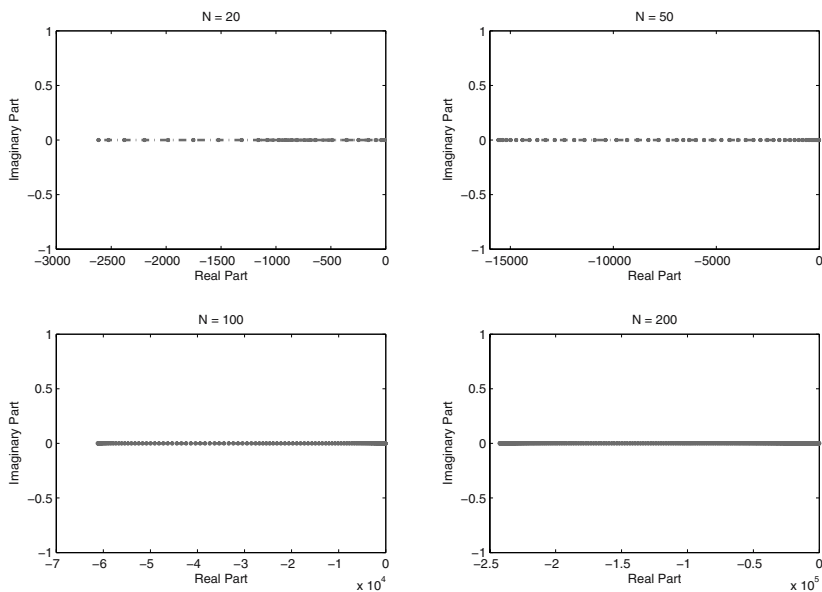 N = 20
1
0.5
0
−0.5
−1
Imaginary Part
−3000 −2500 −2000 −1500 −1000 −500 0
Real Part
N = 50
1
0.5
0
−0.5
−1
Imaginary Part
−15000 −10000 −5000 0
Real Part
N = 100
1
0.5
0
−0.5
−1
Imaginary Part
−7 −6 −5 −4 −3 −2 −1 0
Real Part
x 10^4
N = 200
1
0.5
0
−0.5
−1
Imaginary Part
−2.5 −2 −1.5 −1 −0.5 0
Real Part
x 10^5